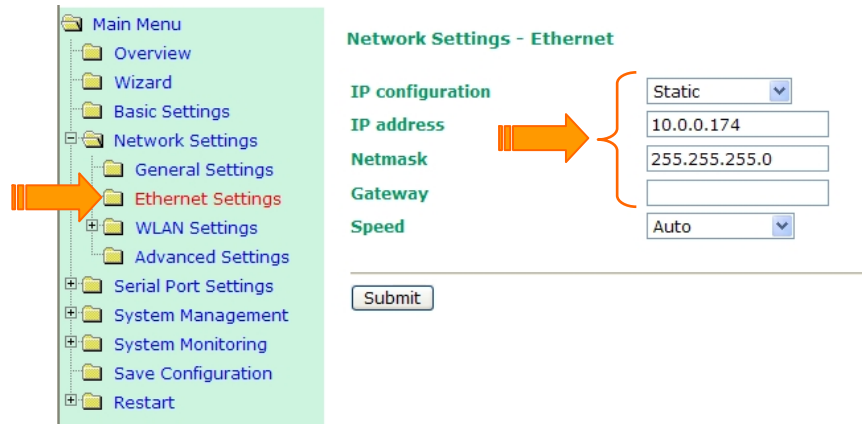 Main Menu
Overview
Wizard
Basic Settings
Network Settings
General Settings
Ethernet Settings
WLAN Settings
Advanced Settings
Serial Port Settings
System Management
System Monitoring
Save Configuration
Restart
Network Settings - Ethernet
IP configuration Static
IP address 10.0.0.174
Netmask 255.255.255.0
Gateway
Speed Auto
Submit